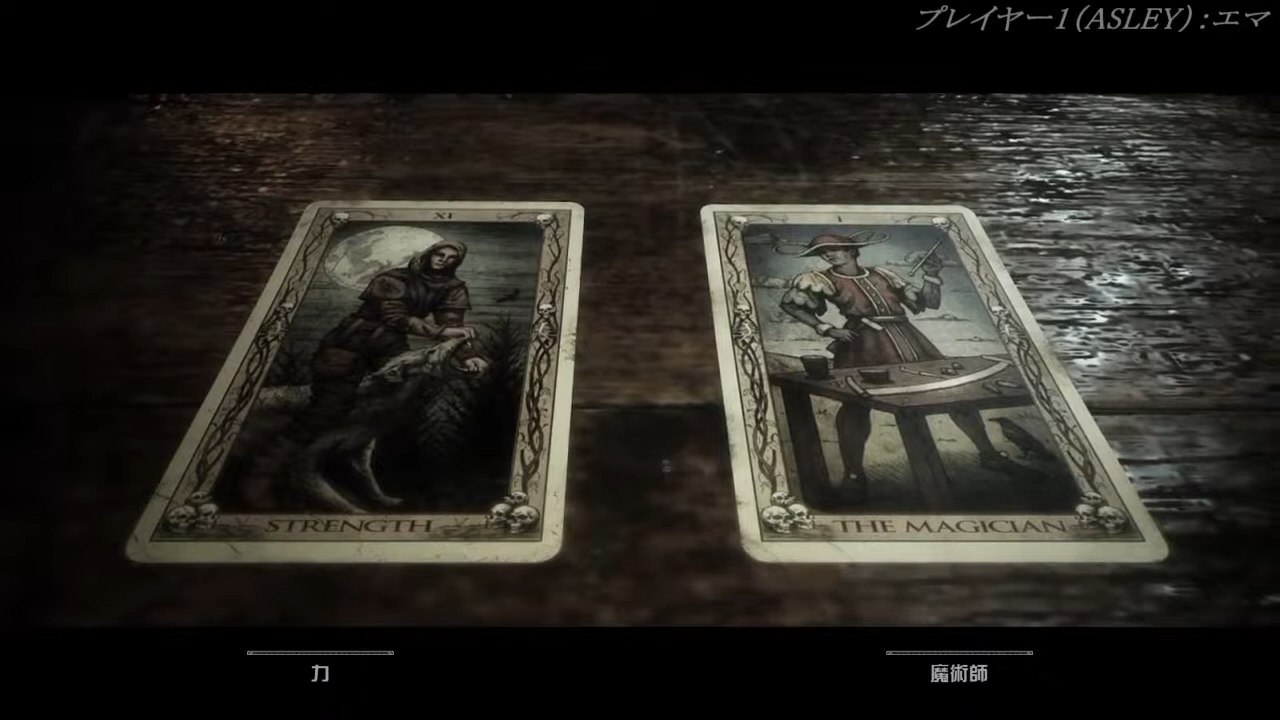 プレイヤー1(ASLEY):エマ
XI
I
STRENGTH
THE MAGICIAN
力
魔術師